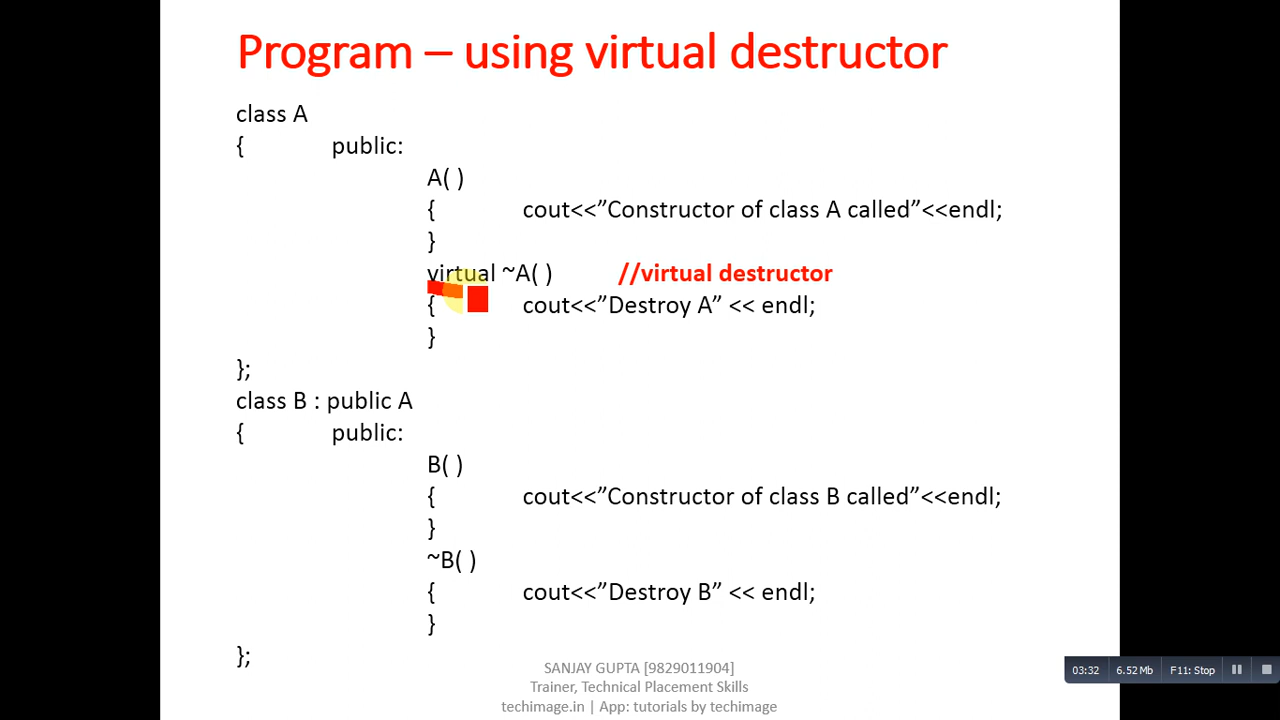 Program – using virtual destructor
class A
{ public:
A( )
{ cout<<”Constructor of class A called”<<endl;
}
virtual ~A( ) //virtual destructor
{ cout<<”Destroy A” << endl;
}
};
class B : public A
{ public:
B( )
{ cout<<”Constructor of class B called”<<endl;
}
~B( )
{ cout<<”Destroy B” << endl;
}
};
SANJAY GUPTA [9829011904]
Trainer, Technical Placement Skills
techimage.in | App: tutorials by techimage
03:32 6.52 Mb F11: Stop